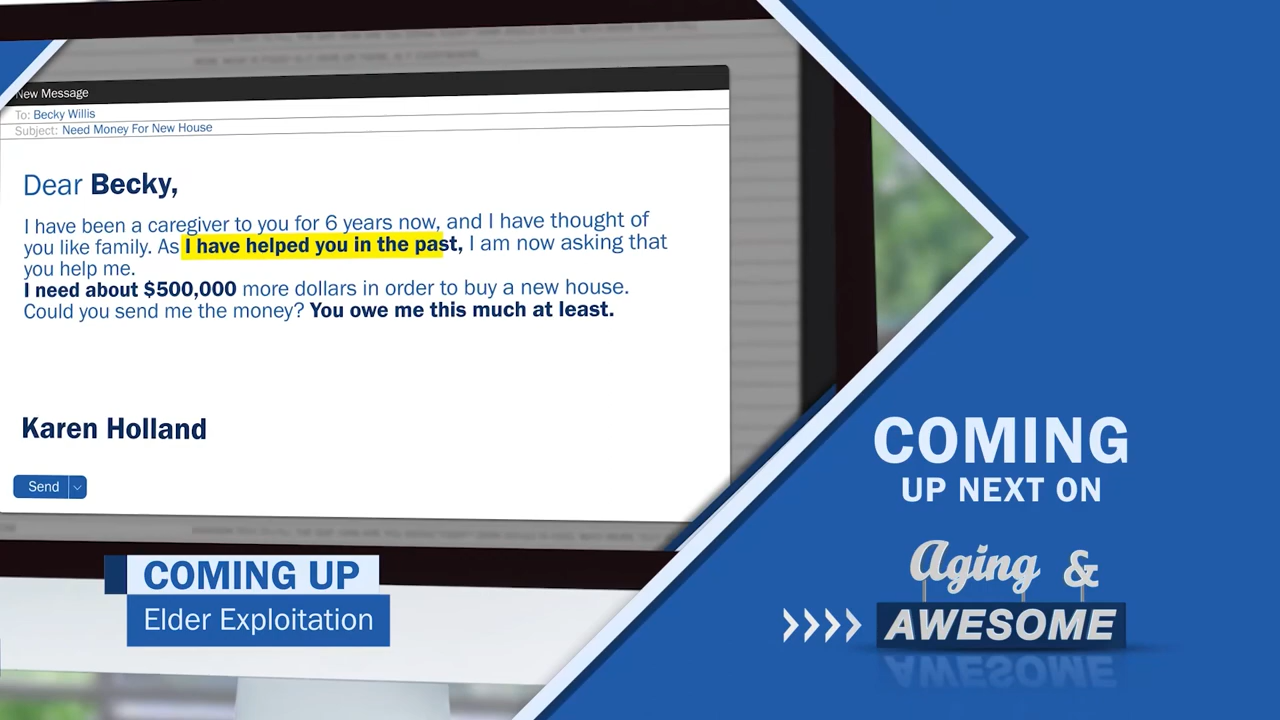 New Message
To: Becky Willis
Subject: Need Money For New House
Dear Becky,
I have been a caregiver to you for 6 years now, and I have thought of
you like family. As I have helped you in the past, I am now asking that
you help me.
I need about $500,000 more dollars in order to buy a new house.
Could you send me the money? You owe me this much at least.
Karen Holland
Send
COMING UP
Elder Exploitation
COMING
UP NEXT ON
Aging &
AWESOME